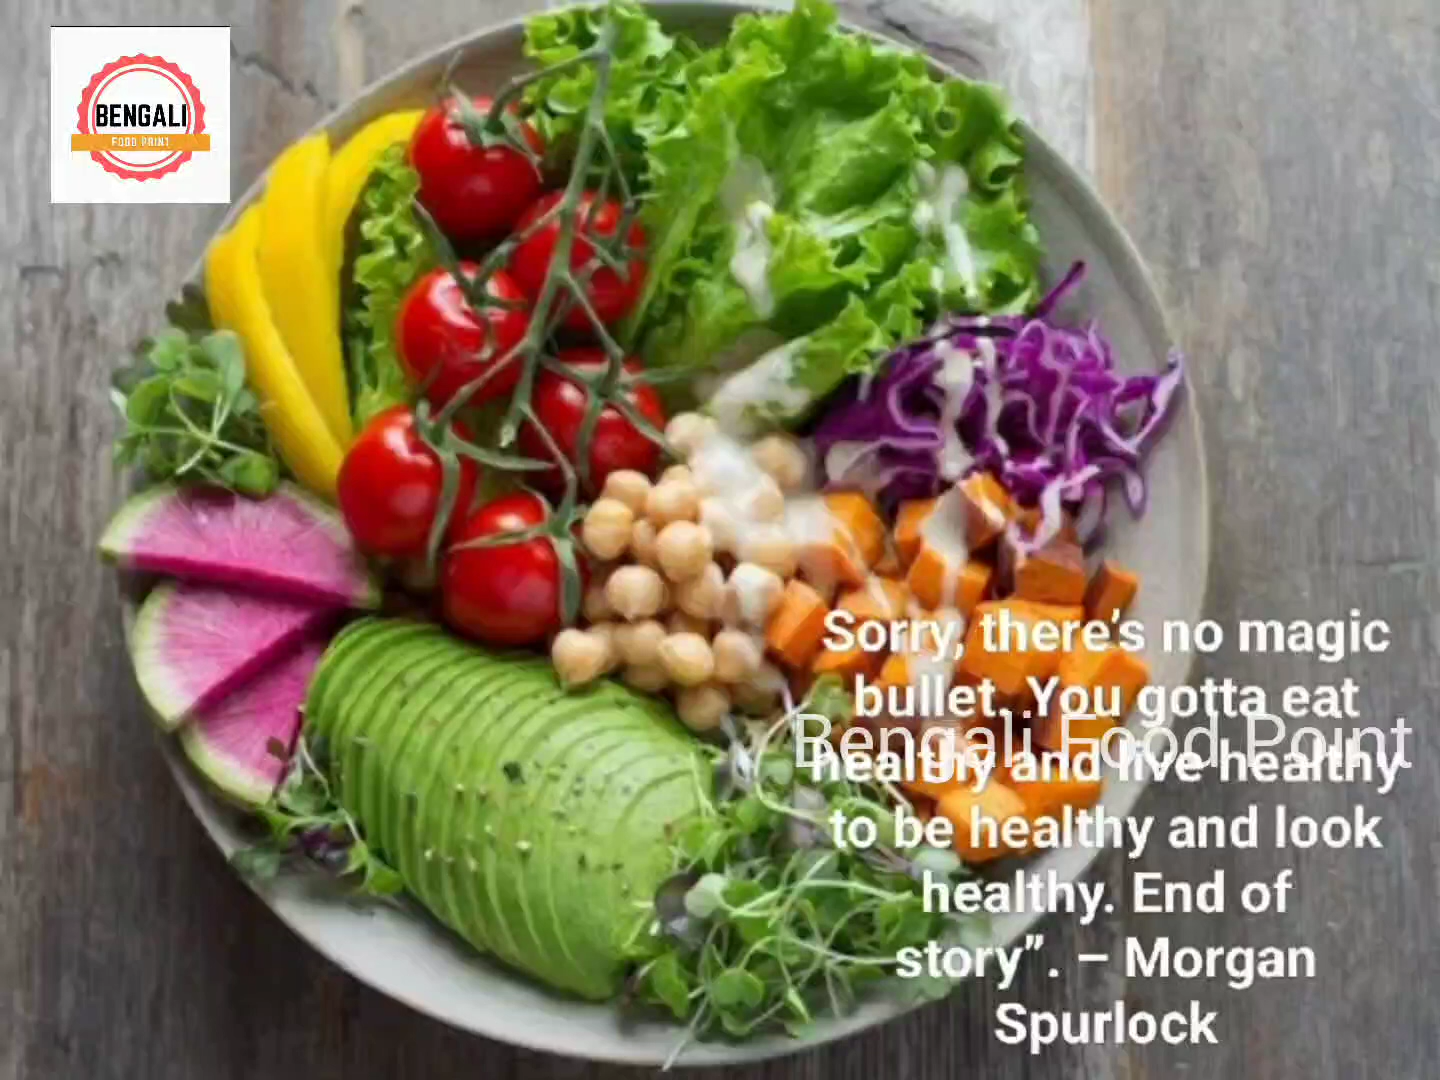 BENGALI
FOOD POINT
Sorry, there’s no magic
bullet. You gotta eat
Bengali Food Point
healthy and live healthy
to be healthy and look
healthy. End of
story”. – Morgan
Spurlock